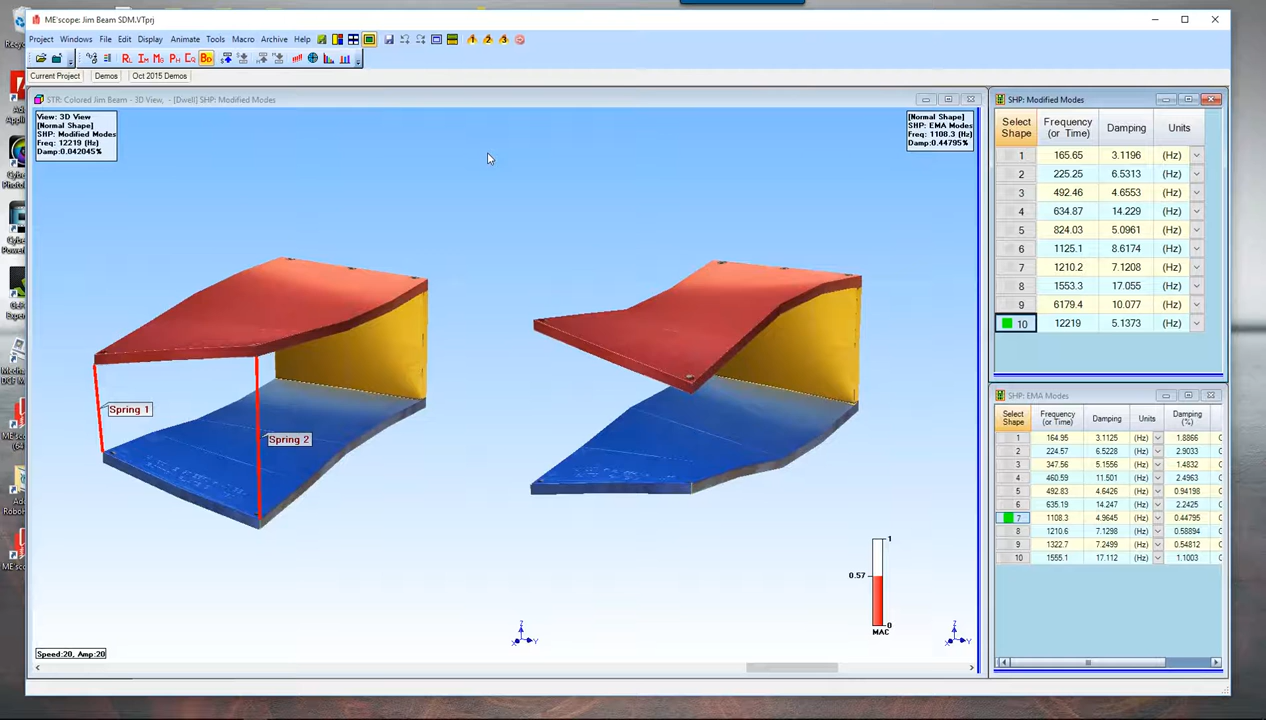 ME'scope: Jim Beam SDM.VTprj
Project Windows File Edit Display Animate Tools Macro Archive Help
1 2 3
RL IM MG PH CQ BD
Current Project Demos Oct 2015 Demos
STR: Colored Jim Beam - 3D View, - [Dwell] SHP: Modified Modes
View: 3D View
[Normal Shape]
SHP: Modified Modes
Freq: 12219 (Hz)
Damp:0.042045%
[Normal Shape]
SHP: EMA Modes
Freq: 1108.3 (Hz)
Damp:0.44795%
Spring 1
Spring 2
1
0.57
0
MAC
Z
X Y
Z
X Y
Speed:20, Amp:20
SHP: Modified Modes
Select Shape Frequency (or Time) Damping Units
1 165.65 3.1196 (Hz)
2 225.25 6.5313 (Hz)
3 492.46 4.6553 (Hz)
4 634.87 14.229 (Hz)
5 824.03 5.0961 (Hz)
6 1125.1 8.6174 (Hz)
7 1210.2 7.1208 (Hz)
8 1553.3 17.055 (Hz)
9 6179.4 10.077 (Hz)
10 12219 5.1373 (Hz)
SHP: EMA Modes
Select Shape Frequency (or Time) Damping Units Damping (%)
1 164.95 3.1125 (Hz) 1.8866
2 224.57 6.5228 (Hz) 2.9033
3 347.56 5.1556 (Hz) 1.4832
4 460.59 11.501 (Hz) 2.4963
5 492.83 4.6426 (Hz) 0.94198
6 635.19 14.247 (Hz) 2.2425
7 1108.3 4.9645 (Hz) 0.44795
8 1210.6 7.1298 (Hz) 0.58894
9 1322.7 7.2499 (Hz) 0.54812
10 1555.1 17.112 (Hz) 1.1003